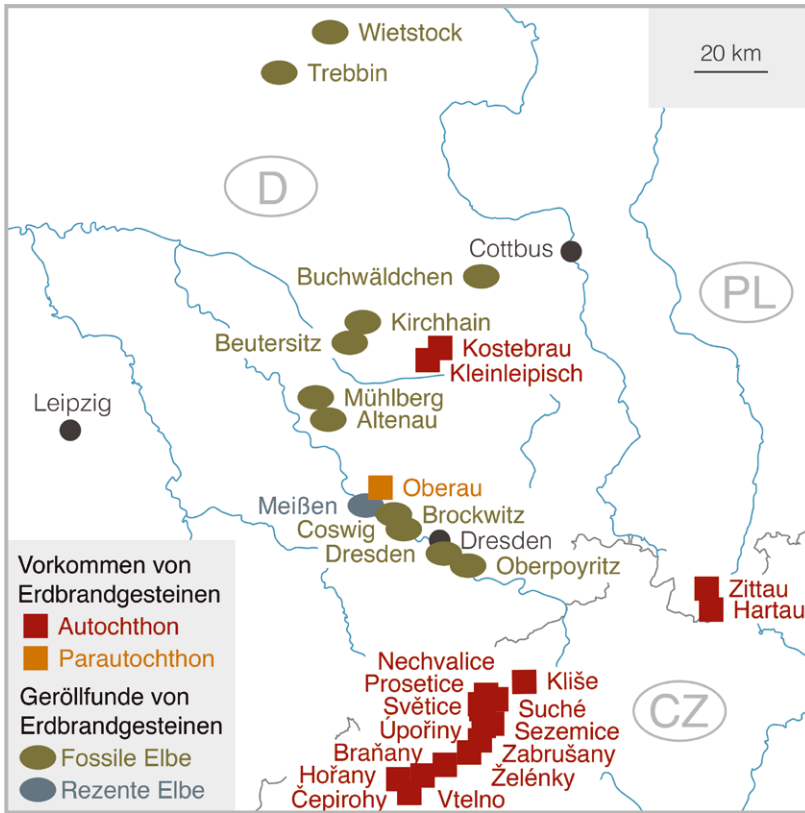 Wietstock
20 km
Trebbin
D
Cottbus
Buchwäldchen
PL
Kirchhain
Beutersitz
Kostebrau
Kleinleipisch
Leipzig
Mühlberg
Altenau
Oberau
Meißen
Brockwitz
Coswig
Dresden
Dresden
Oberpoyritz
Vorkommen von
Erdbrandgesteinen
Autochthon
Parautochthon
Geröllfunde von
Erdbrandgesteinen
Fossile Elbe
Rezente Elbe
Zittau
Hartau
Nechvalice
Prosetice
Kliše
Světice
Suché
CZ
Úpořiny
Sezemice
Braňany
Zabrušany
Hořany
Želénky
Čepirohy
Vtelno